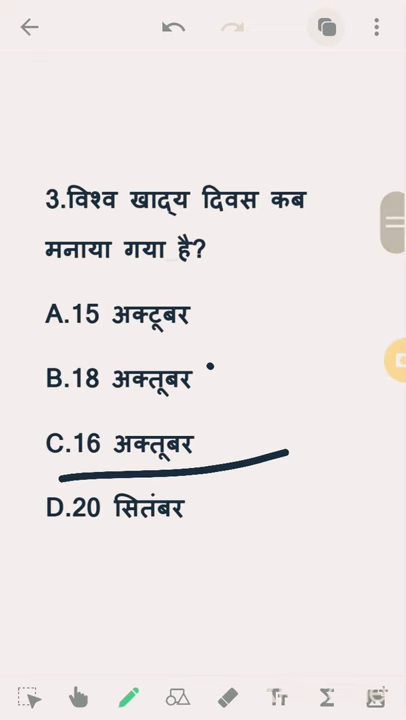 3.विश्व खाद्य दिवस कब
मनाया गया है?
A.15 अक्टूबर
B.18 अक्तूबर
C.16 अक्तूबर
D.20 सितंबर